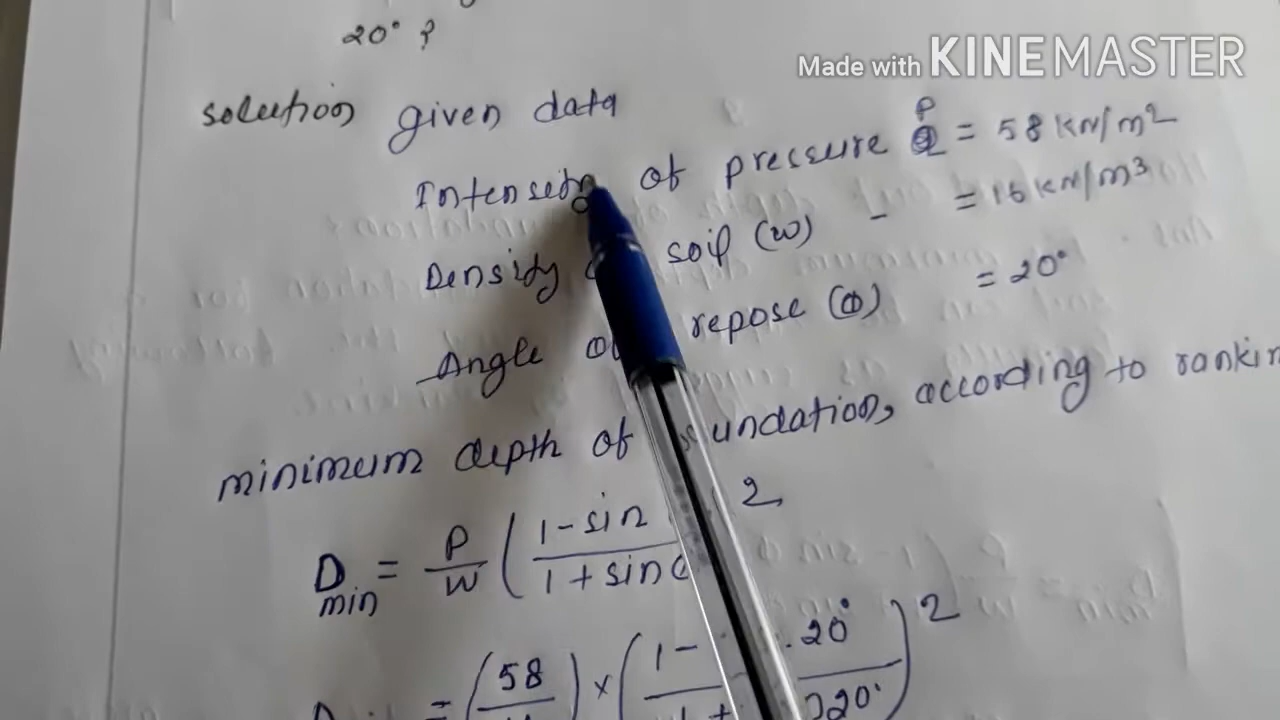 20° ?
Made with KINEMASTER
solution given data
Intensity of pressure P = 58 KN/m²
Density soil (w) - = 16 KN/m³
Angle repose (Φ) = 20°
minimum depth of undation, according to rankin
D min = P/W ( 1 - sin / 1 + sin ) 2
= ( 58 ) × ( 1 - 20° / 1 + 20° ) 2